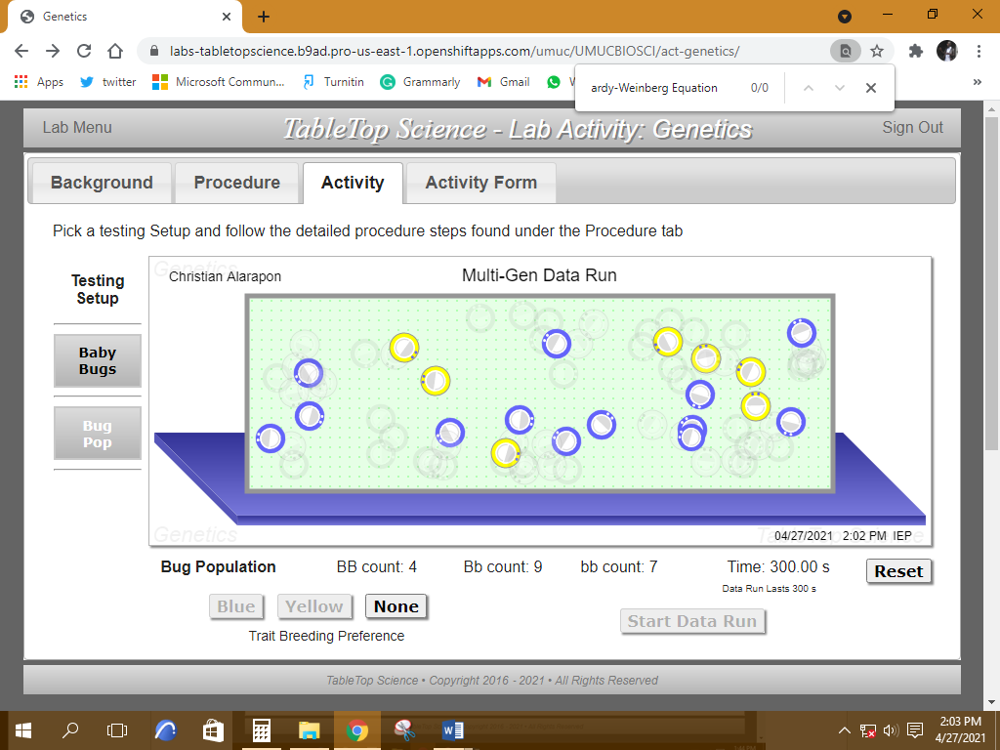 Genetics
labs-tabletopscience.b9ad.pro-us-east-1.openshiftapps.com/umuc/UMUCBIOSCI/act-genetics/
Apps twitter Microsoft Commun... Turnitin Grammarly Gmail
ardy-Weinberg Equation 0/0
Lab Menu TableTop Science - Lab Activity: Genetics Sign Out
Background Procedure Activity Activity Form
Pick a testing Setup and follow the detailed procedure steps found under the Procedure tab
Testing
Setup
Baby
Bugs
Bug
Pop
Genetics
Christian Alarapon Multi-Gen Data Run
Genetics
04/27/2021 2:02 PM IEP
Bug Population BB count: 4 Bb count: 9 bb count: 7 Time: 300.00 s Reset
Data Run Lasts 300 s
Blue Yellow None
Start Data Run
Trait Breeding Preference
TableTop Science • Copyright 2016 - 2021 • All Rights Reserved
2:03 PM
4/27/2021